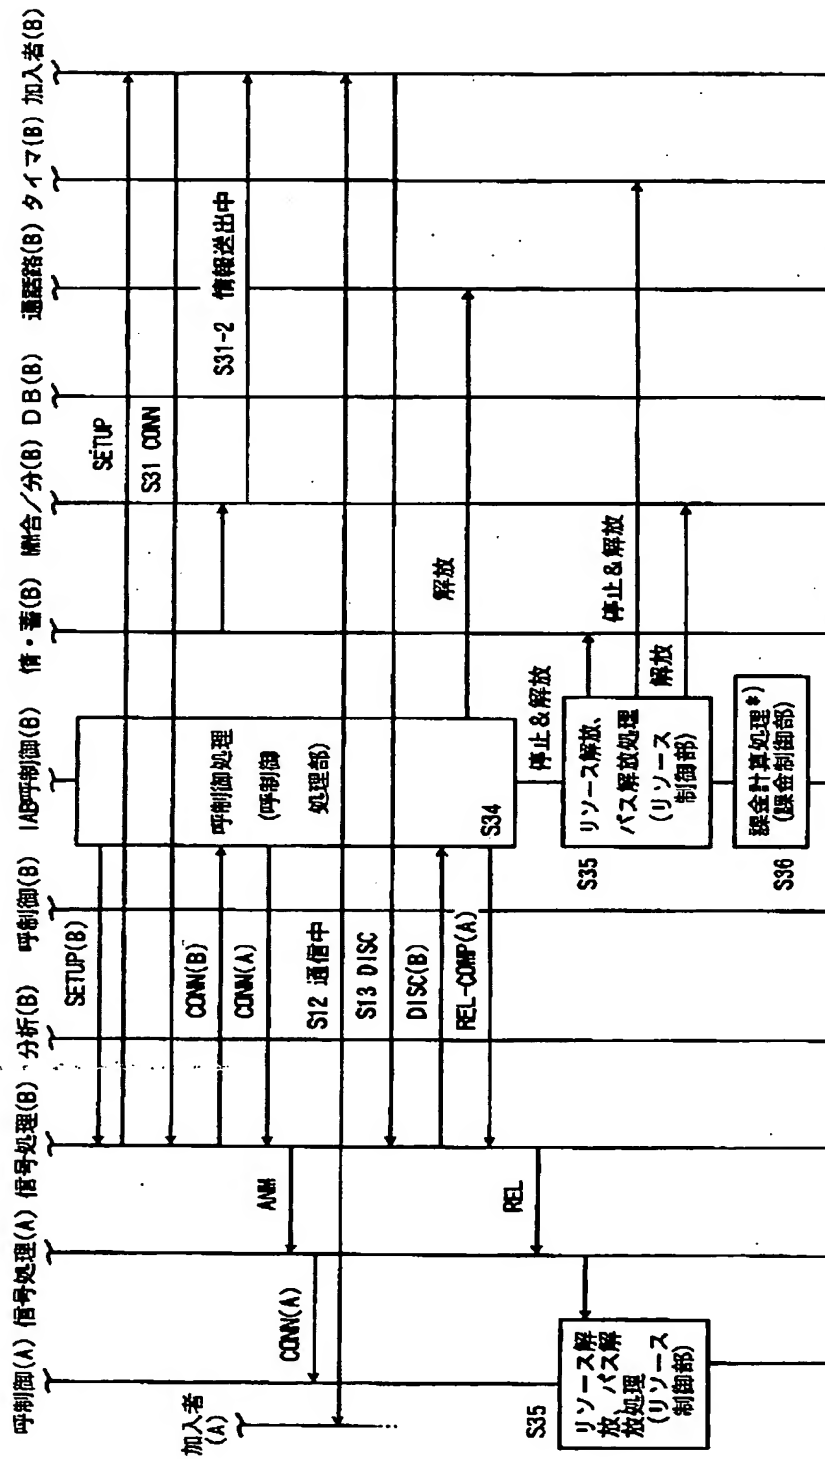 呼制御(A) 信号処理(A) 信号処理(B) 分析(B) 呼制御(B) IAB呼制御(B) 情・蓄(B) 融合/分(B) DB(B) 通話路(B) タイマ(B) 加入者(B)
加入者
(A)
SETUP(B)
SETUP
S31 CONN
CONN(B)
呼制御処理
(呼制御
処理部)
S31-2 情報送出中
CONN(A)
ANM
CONN(A)
S12 通信中
S13 DISC
DISC(B)
解放
REL-COMP(A)
S34
REL
停止&解放
S35
リソース解
放、パス解
放処理
(リソース
制御部)
S35
リソース解放、
パス解放処理
(リソース
制御部)
停止&解放
解放
S36
課金計算処理*)
(課金制御部)